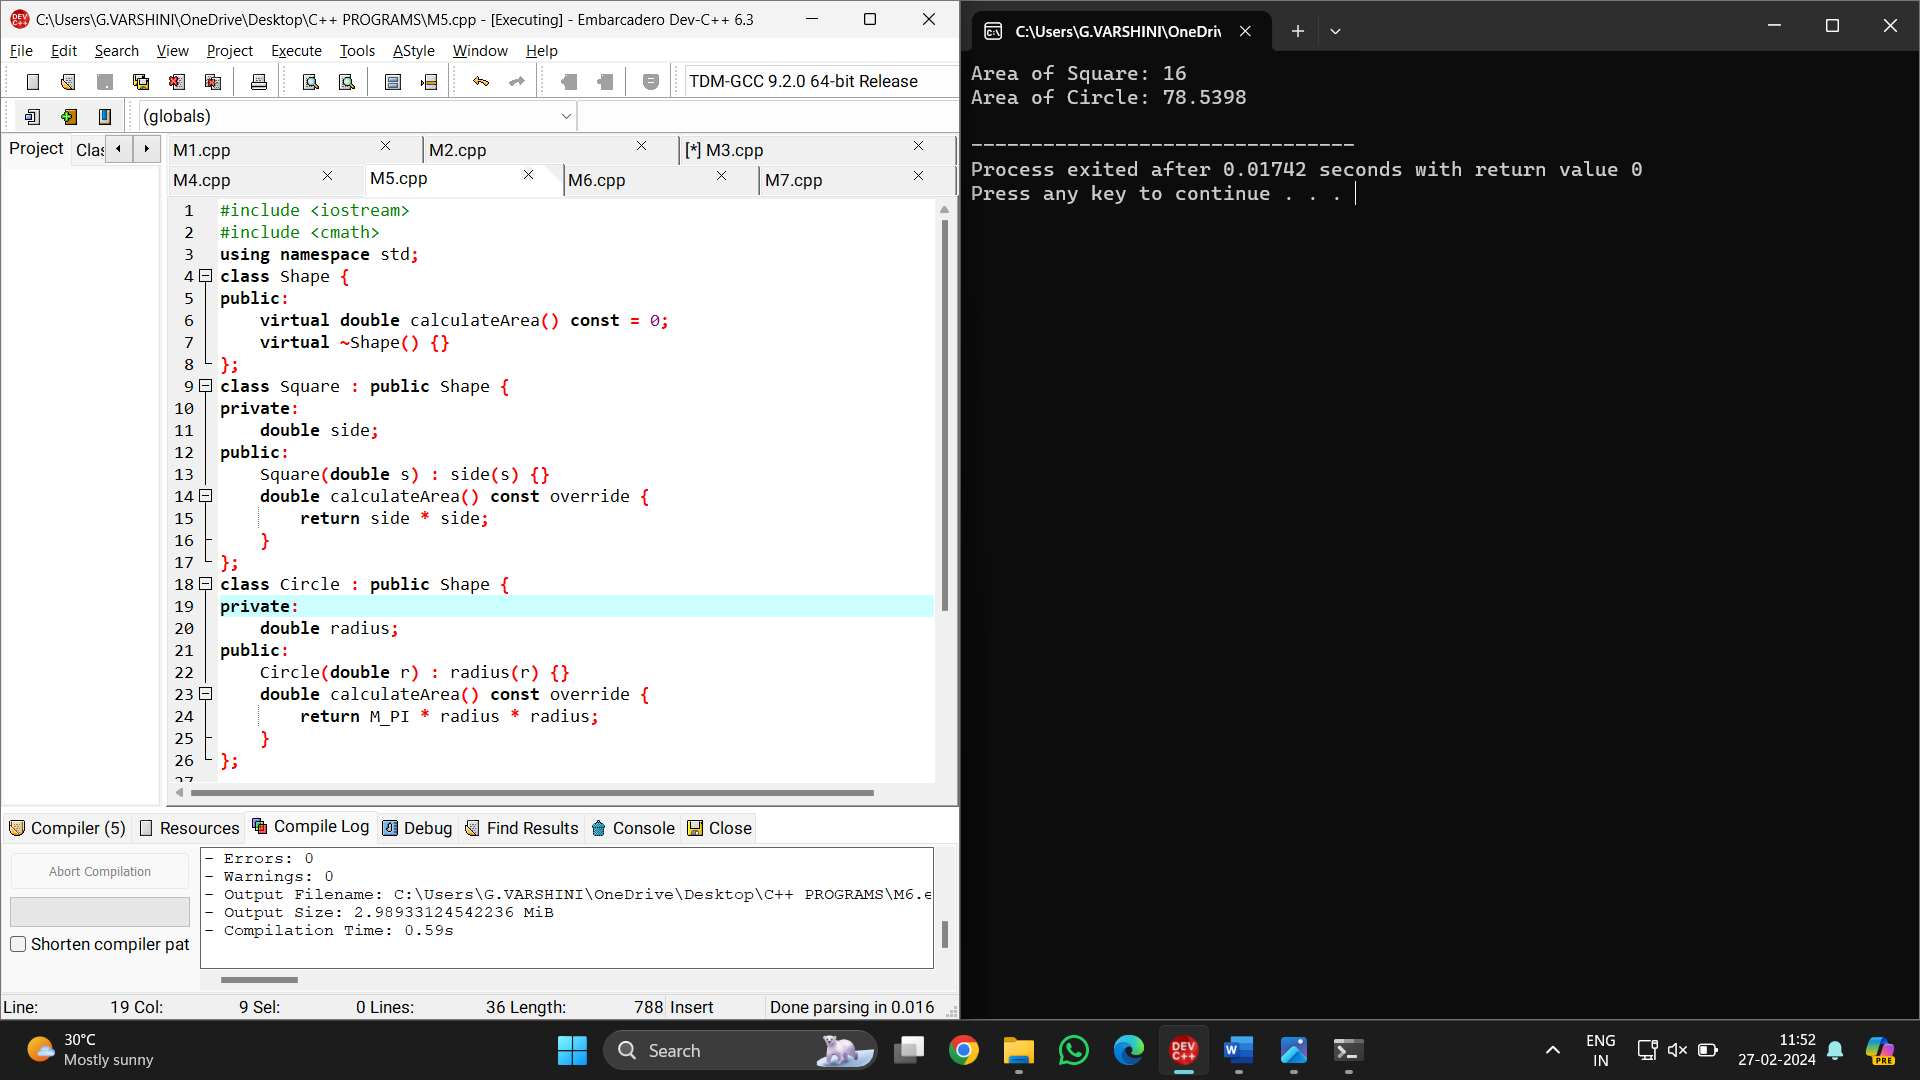 C:\Users\G.VARSHINI\OneDrive\Desktop\C++ PROGRAMS\M5.cpp - [Executing] - Embarcadero Dev-C++ 6.3
File Edit Search View Project Execute Tools AStyle Window Help
TDM-GCC 9.2.0 64-bit Release
(globals)
Project Clas
M1.cpp M2.cpp [*] M3.cpp
M4.cpp M5.cpp M6.cpp M7.cpp
1 #include <iostream>
2 #include <cmath>
3 using namespace std;
4 class Shape {
5 public:
6 virtual double calculateArea() const = 0;
7 virtual ~Shape() {}
8 };
9 class Square : public Shape {
10 private:
11 double side;
12 public:
13 Square(double s) : side(s) {}
14 double calculateArea() const override {
15 return side * side;
16 }
17 };
18 class Circle : public Shape {
19 private:
20 double radius;
21 public:
22 Circle(double r) : radius(r) {}
23 double calculateArea() const override {
24 return M_PI * radius * radius;
25 }
26 };
27
Compiler (5) Resources Compile Log Debug Find Results Console Close
Abort Compilation
Shorten compiler pat
- Errors: 0
- Warnings: 0
- Output Filename: C:\Users\G.VARSHINI\OneDrive\Desktop\C++ PROGRAMS\M6.e
- Output Size: 2.98933124542236 MiB
- Compilation Time: 0.59s
Line: 19 Col: 9 Sel: 0 Lines: 36 Length: 788 Insert Done parsing in 0.016
C:\Users\G.VARSHINI\OneDriv
Area of Square: 16
Area of Circle: 78.5398
--------------------------------
Process exited after 0.01742 seconds with return value 0
Press any key to continue . . .
30°C
Mostly sunny
Search
DEV C++
W
ENG
IN
11:52
27-02-2024
PRE